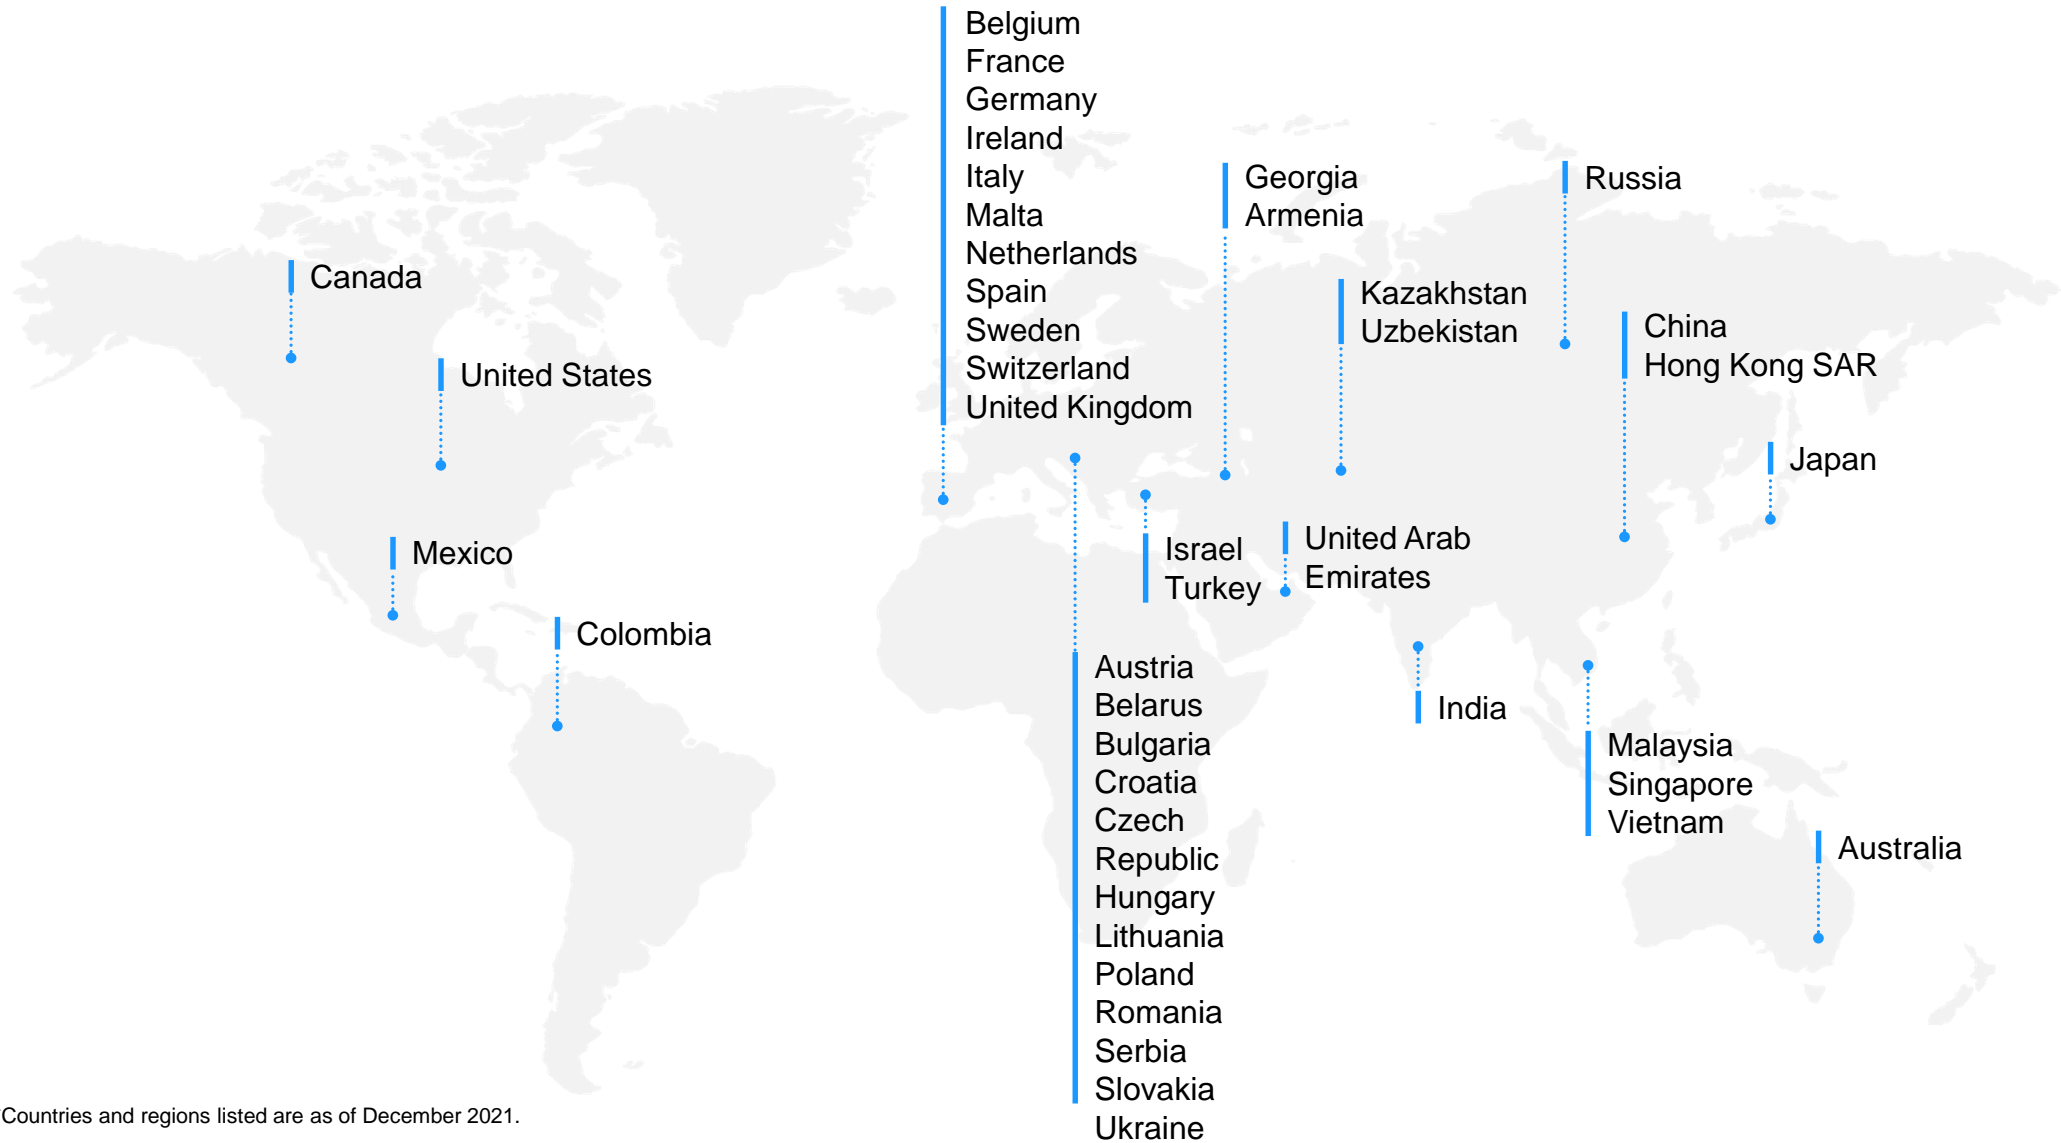 Belgium
France
Germany
Ireland
Italy
Malta
Netherlands
Spain
Sweden
Switzerland
United Kingdom
Georgia
Armenia
Russia
Canada
Kazakhstan
Uzbekistan
China
Hong Kong SAR
United States
Japan
Mexico
Israel
Turkey
United Arab
Emirates
Colombia
Austria
Belarus
Bulgaria
Croatia
Czech
Republic
Hungary
Lithuania
Poland
Romania
Serbia
Slovakia
Ukraine
India
Malaysia
Singapore
Vietnam
Australia
Countries and regions listed are as of December 2021.